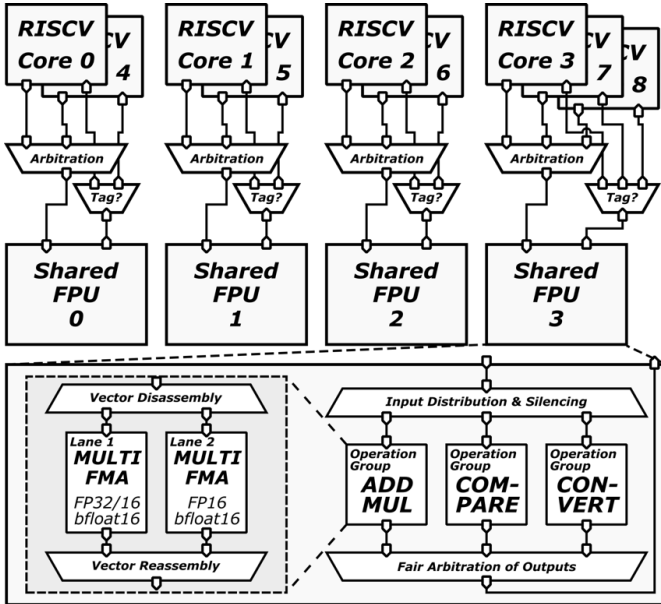 RISCV
Core 0
CV
4
RISCV
Core 1
CV
5
RISCV
Core 2
CV
6
RISCV
Core 3
CV
7
CV
8
Arbitration
Arbitration
Arbitration
Arbitration
Tag?
Tag?
Tag?
Tag?
Shared
FPU
0
Shared
FPU
1
Shared
FPU
2
Shared
FPU
3
Vector Disassembly
Lane 1
MULTI
FMA
FP32/16
bfloat16
Lane 2
MULTI
FMA
FP16
bfloat16
Vector Reassembly
Input Distribution & Silencing
Operation
Group
ADD
MUL
Operation
Group
COM-
PARE
Operation
Group
CON-
VERT
Fair Arbitration of Outputs